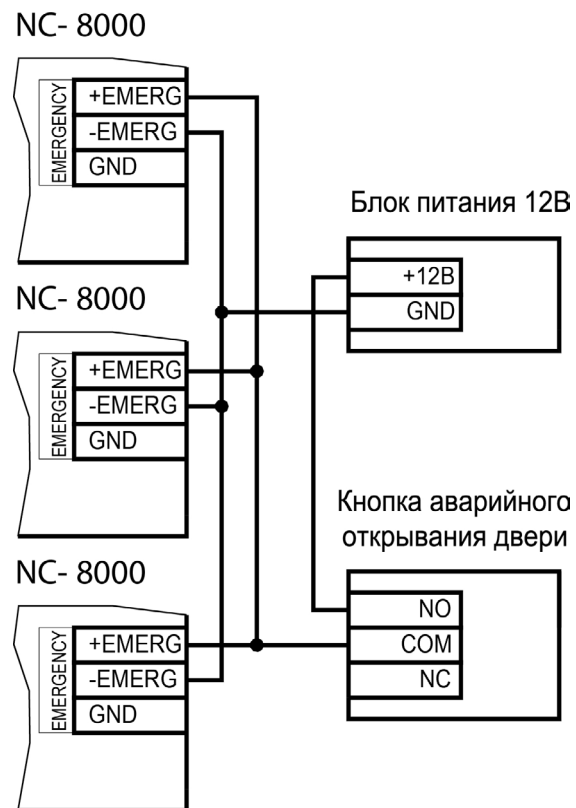 NC- 8000
EMERGENCY
+EMERG
-EMERG
GND
Блок питания 12В
+12В
GND
NC- 8000
EMERGENCY
+EMERG
-EMERG
GND
Кнопка аварийного
открывания двери
NO
COM
NC
NC- 8000
EMERGENCY
+EMERG
-EMERG
GND